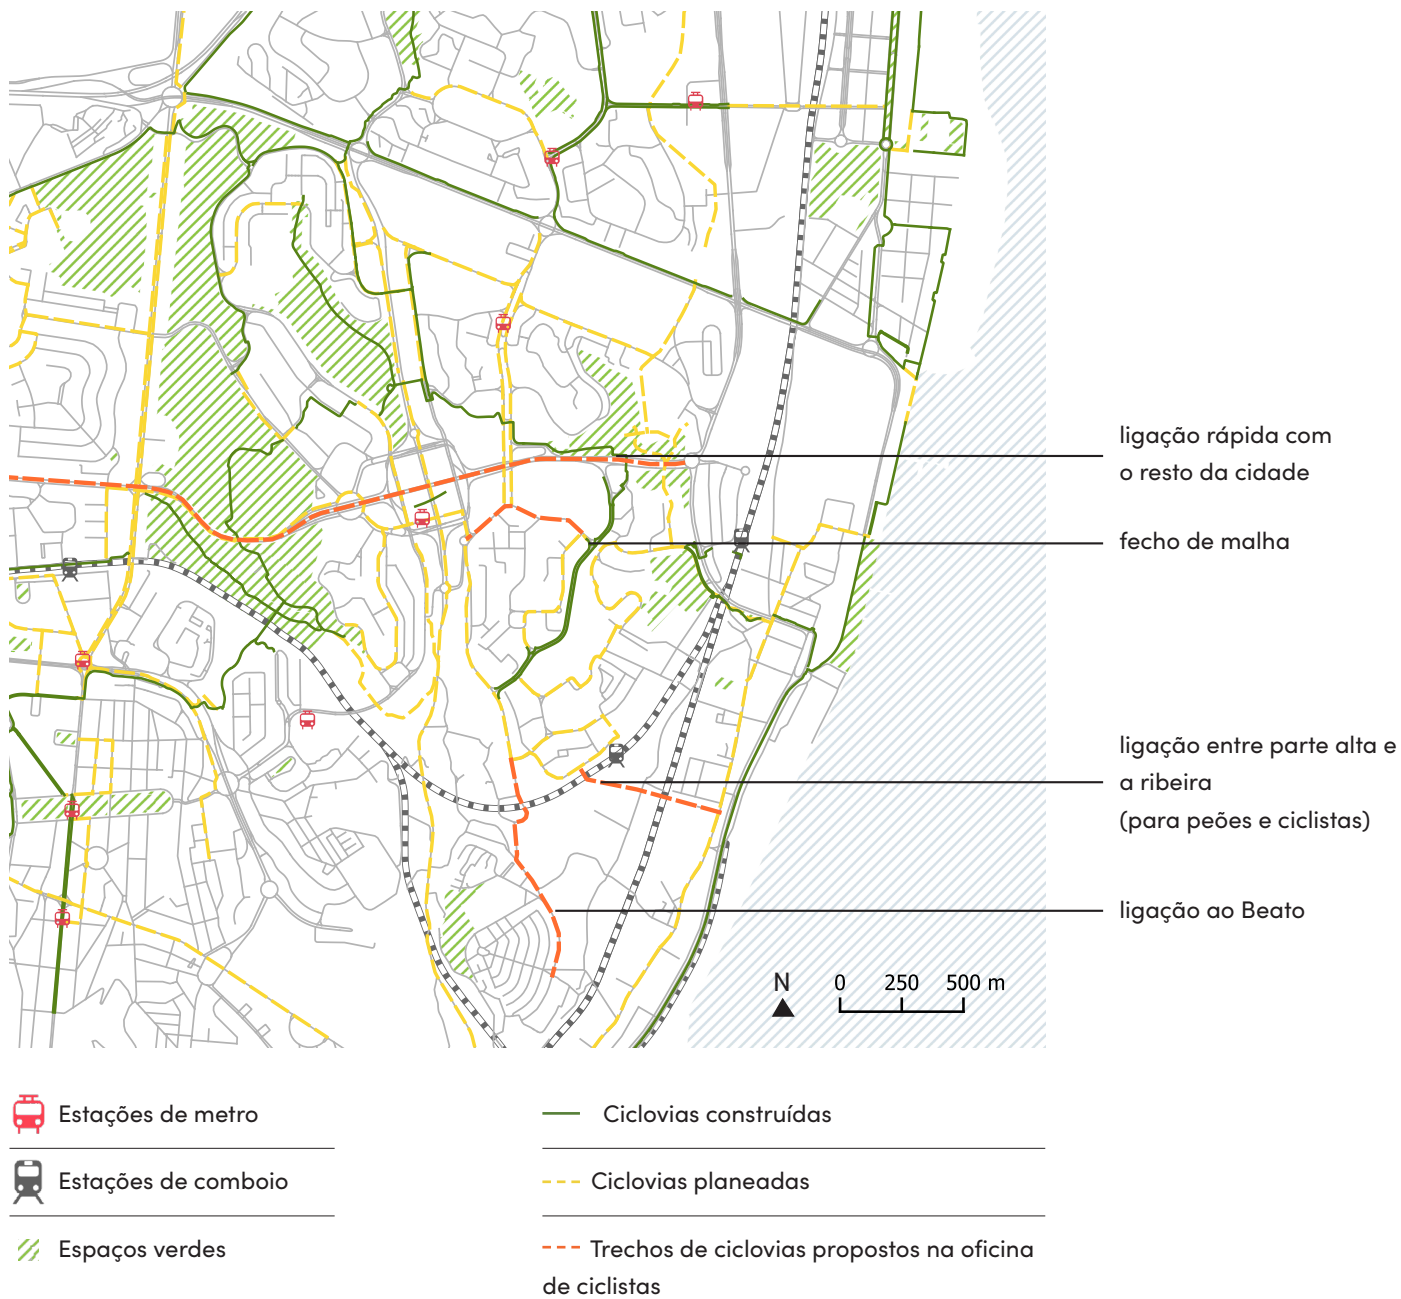 ligação rápida com
o resto da cidade
fecho de malha
ligação entre parte alta e
a ribeira
(para peões e ciclistas)
ligação ao Beato
N
0 250 500 m
Estações de metro
Estações de comboio
Espaços verdes
Ciclovias construídas
Ciclovias planeadas
Trechos de ciclovias propostos na oficina
de ciclistas